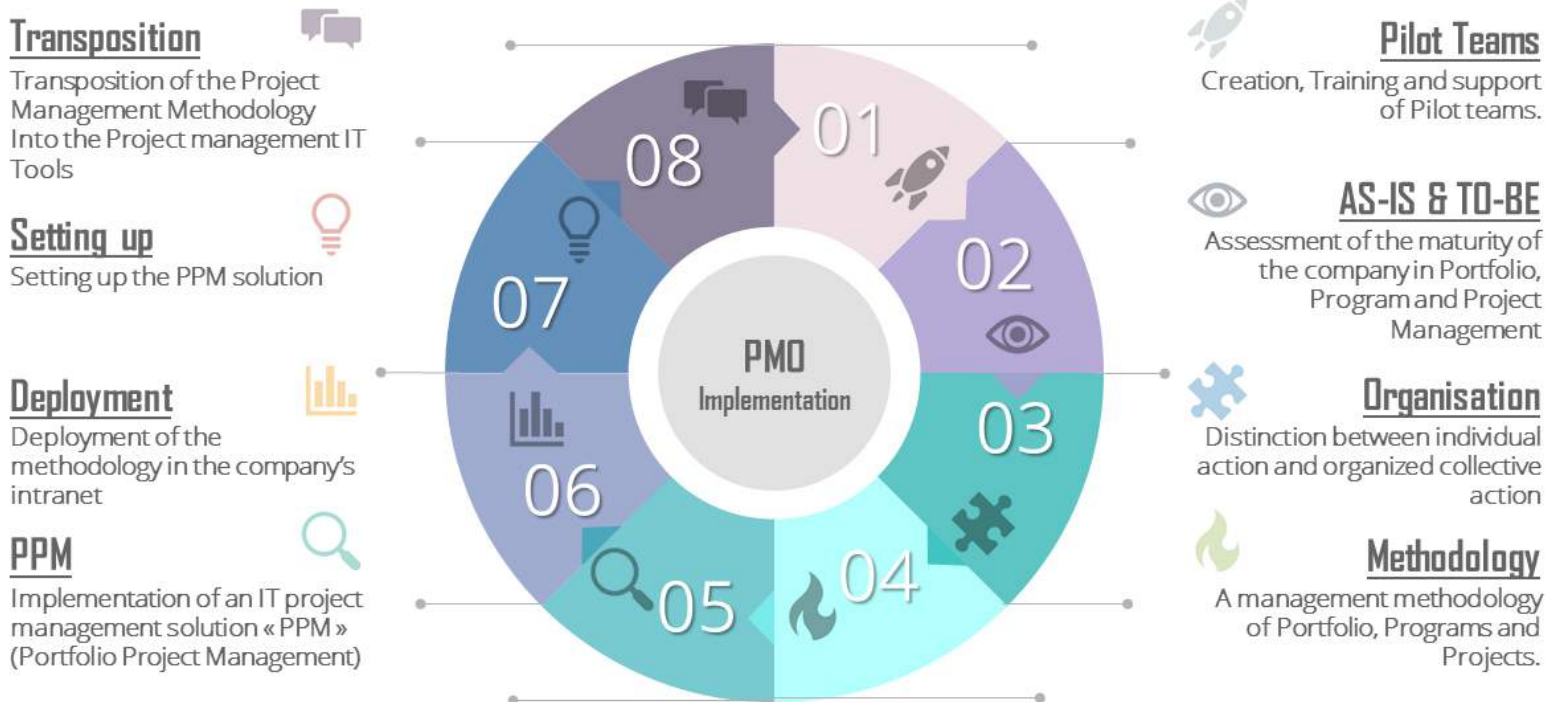 Transposition
Transposition of the Project
Management Methodology
Into the Project management IT
Tools
Setting up
Setting up the PPM solution
Deployment
Deployment of the
methodology in the company's
intranet
PPM
Implementation of an IT project
management solution « PPM »
(Portfolio Project Management)
08
01
07
02
06
03
05
04
PMO
Implementation
Pilot Teams
Creation, Training and support
of Pilot teams.
AS-IS & TO-BE
Assessment of the maturity of
the company in Portfolio,
Program and Project
Management
Organisation
Distinction between individual
action and organized collective
action
Methodology
A management methodology
of Portfolio, Programs and
Projects.